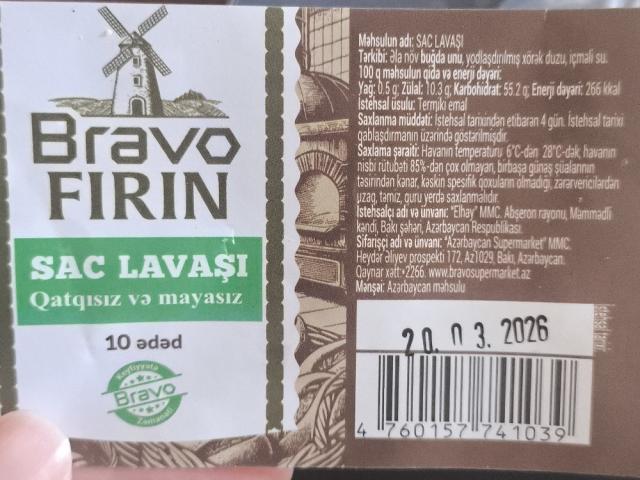 Bravo
FIRIN
SAC LAVAŞI
Qatqısız və mayasız
10 ədəd
Keyfiyyətə
Bravo
Zəmanəti
Məhsulun adı: SAC LAVAŞI
Tərkibi: Əla növ buğda unu, yodlaşdırılmış xörək duzu, içməli su.
100 q məhsulun qida və enerji dəyəri:
Yağ: 0.5 q; Zülal: 10.3 q; Karbohidrat: 55.2 q; Enerji dəyəri: 266 kkal
İstehsal üsulu: Termiki emal
Saxlanma müddəti: İstehsal tarixindən etibarən 4 gün. İstehsal tarixi
qablaşdırmanın üzərində göstərilmişdir.
Saxlama şəraiti: Havanın temperaturu 6°C-dən 28°C-dək, havanın
nisbi rütubəti 85%-dən çox olmayan, birbaşa günəş şüalarının
təsirindən kənar, kəskin spesifik qoxuların olmadığı, zərərvericilərdən
uzaq, təmiz, quru yerdə saxlanmalıdır.
İstehsalçı adı və ünvanı: "Elhay" MMC. Abşeron rayonu, Məmmədli
kəndi, Bakı şəhəri, Azərbaycan Respublikası.
Sifarişçi adı və ünvanı: "Azərbaycan Supermarket" MMC.
Heydər Əliyev prospekti 172, Az1029, Bakı, Azərbaycan.
Qaynar xətt:*2266. www.bravosupermarket.az
Mənşəi: Azərbaycan məhsulu
İstehsal tarixi:
20. 03. 2026
4 760157 741039